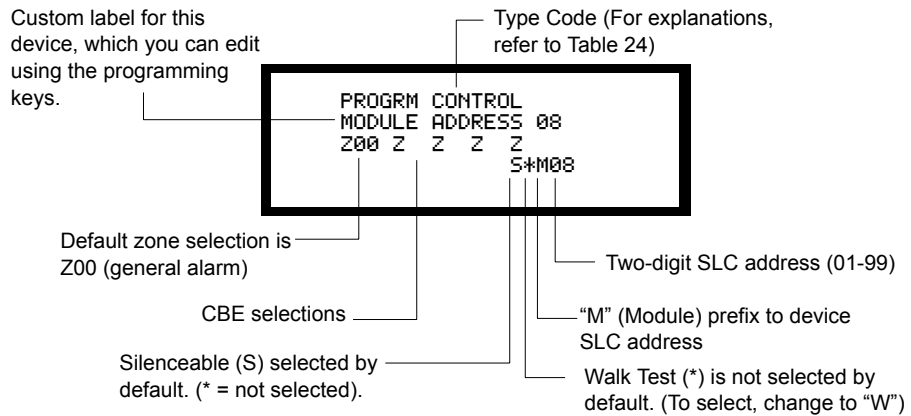 Custom label for this
device, which you can edit
using the programming
keys.
Type Code (For explanations,
refer to Table 24)
PROGRM CONTROL
MODULE ADDRESS 08
Z00 Z Z Z Z
S*M08
Default zone selection is
Z00 (general alarm)
CBE selections
Silenceable (S) selected by
default. (* = not selected).
Two-digit SLC address (01-99)
“M” (Module) prefix to device
SLC address
Walk Test (*) is not selected by
default. (To select, change to “W”)